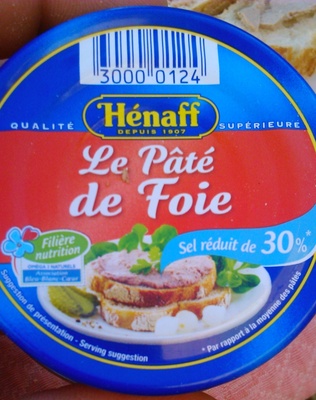 QUALITÉ
Hénaff
DEPUIS 1907
SUPÉRIEURE
3000 0124
Le Pâté
de Foie
Sel réduit de 30%*
Filière
nutrition
Suggestion de présentation - Serving suggestion
* Par rapport à la moyenne des pâtés